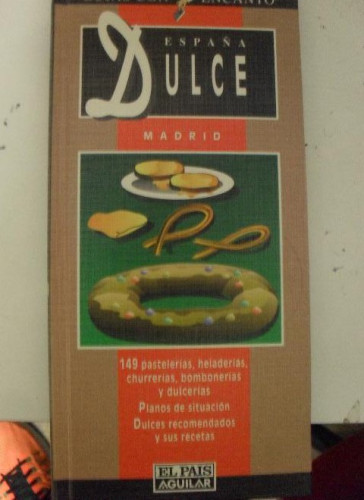 ENCANTO
ESPAÑA
DULCE
MADRID
149 pastelerías, heladerías,
churrerías, bombonerías
y dulcerías
Planos de situación
Dulces recomendados
y sus recetas
EL PAIS
AGUILAR